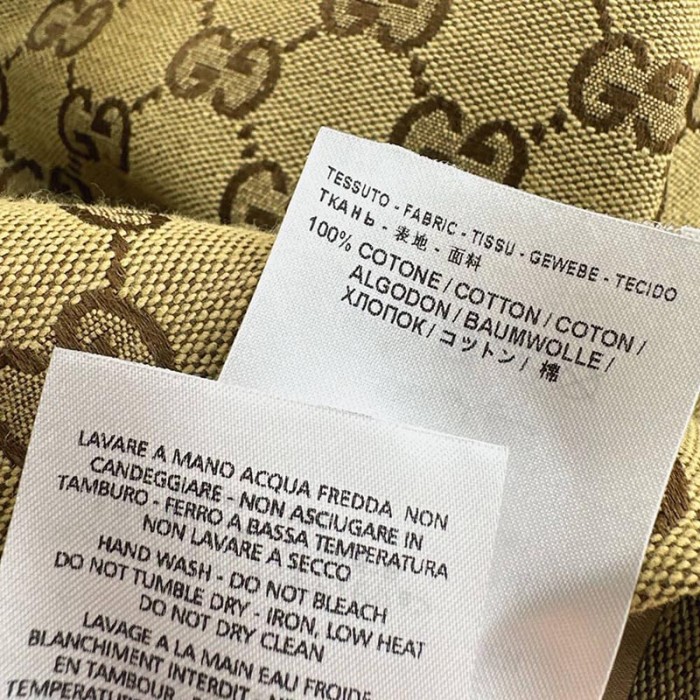 TESSUTO - FABRIC - TISSU - GEWEBE - TECIDO
ТКАНЬ - 表地 - 面料
100% COTONE / COTTON / COTON /
ALGODON / BAUMWOLLE /
ХЛОПОК / コットン / 棉
LAVARE A MANO ACQUA FREDDA NON
CANDEGGIARE - NON ASCIUGARE IN
TAMBURO - FERRO A BASSA TEMPERATURA
NON LAVARE A SECCO
HAND WASH - DO NOT BLEACH
DO NOT TUMBLE DRY - IRON, LOW HEAT
DO NOT DRY CLEAN
LAVAGE A LA MAIN EAU FROIDE
BLANCHIMENT INTERDIT -
EN TAMBOUR
TEMPERATURE